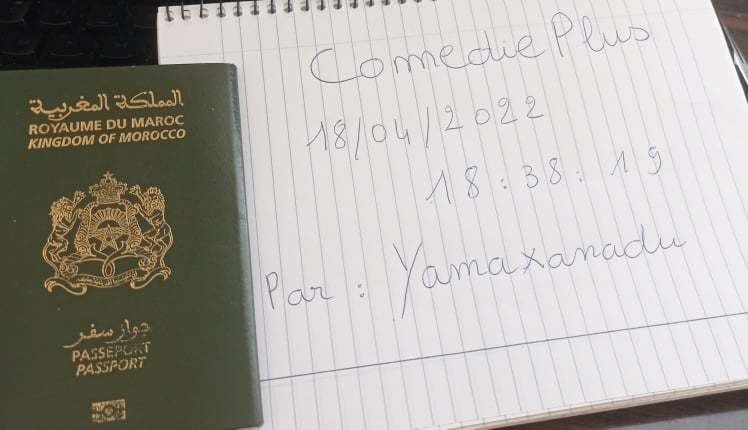 المملكة المغربية
ROYAUME DU MAROC
KINGDOM OF MOROCCO
جواز سفر
PASSEPORT
PASSPORT
Comedie Plus
18/04/2022
18:38:19
Par : Yamaxanadu